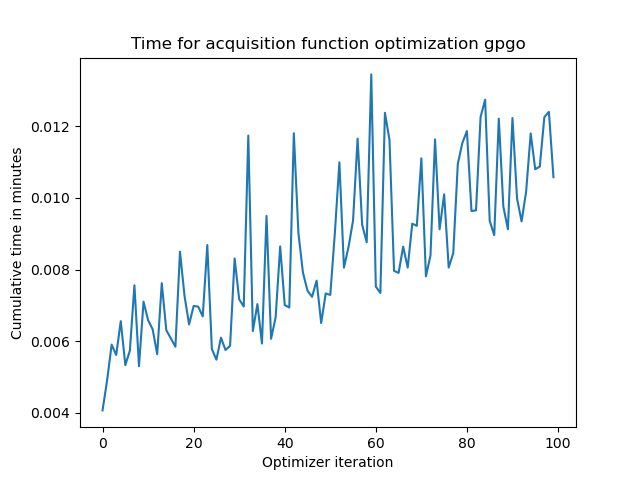 Time for acquisition function optimization gpgo
Cumulative time in minutes
0.012
0.010
0.008
0.006
0.004
0 20 40 60 80 100
Optimizer iteration